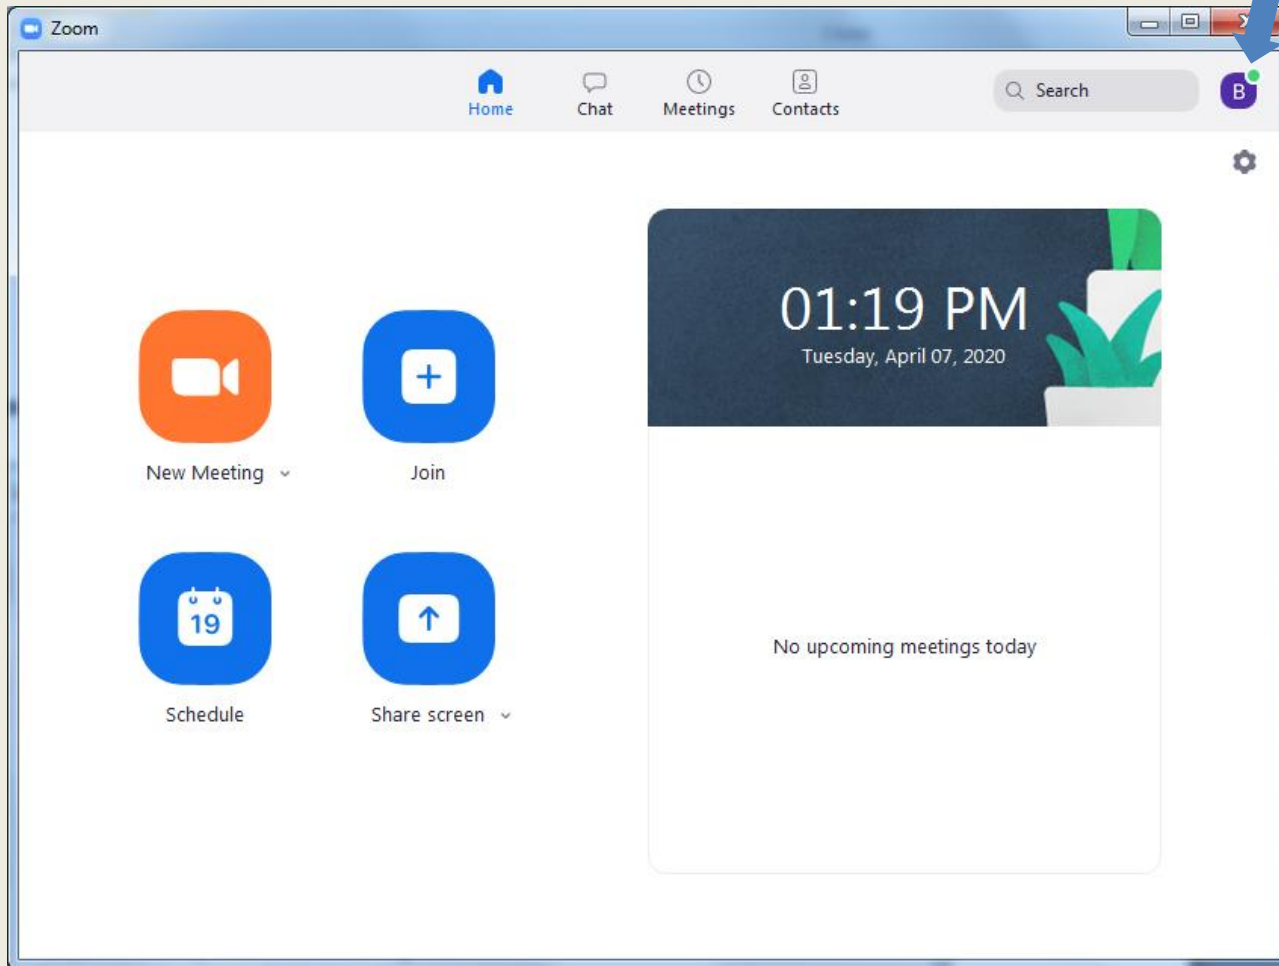 Zoom
Home
Chat
Meetings
Contacts
Search
B
01:19 PM
Tuesday, April 07, 2020
New Meeting
Join
19
Schedule
Share screen
No upcoming meetings today